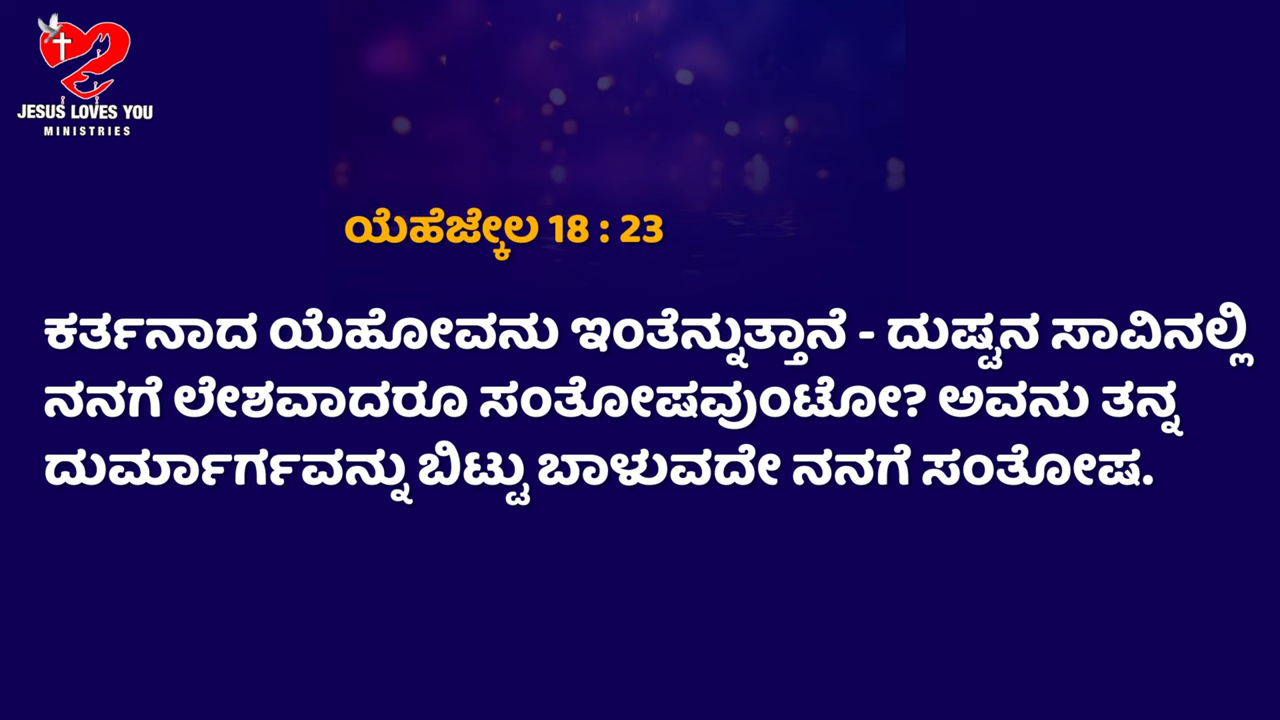 JESUS LOVES YOU
MINISTRIES
ಯೆಹೆಜ್ಕೇಲ 18 : 23
ಕರ್ತನಾದ ಯೆಹೋವನು ಇಂತೆನ್ನುತ್ತಾನೆ - ದುಷ್ಟನ ಸಾವಿನಲ್ಲಿ
ನನಗೆ ಲೇಶವಾದರೂ ಸಂತೋಷವುಂಟೋ? ಅವನು ತನ್ನ
ದುರ್ಮಾರ್ಗವನ್ನು ಬಿಟ್ಟು ಬಾಳುವದೇ ನನಗೆ ಸಂತೋಷ.